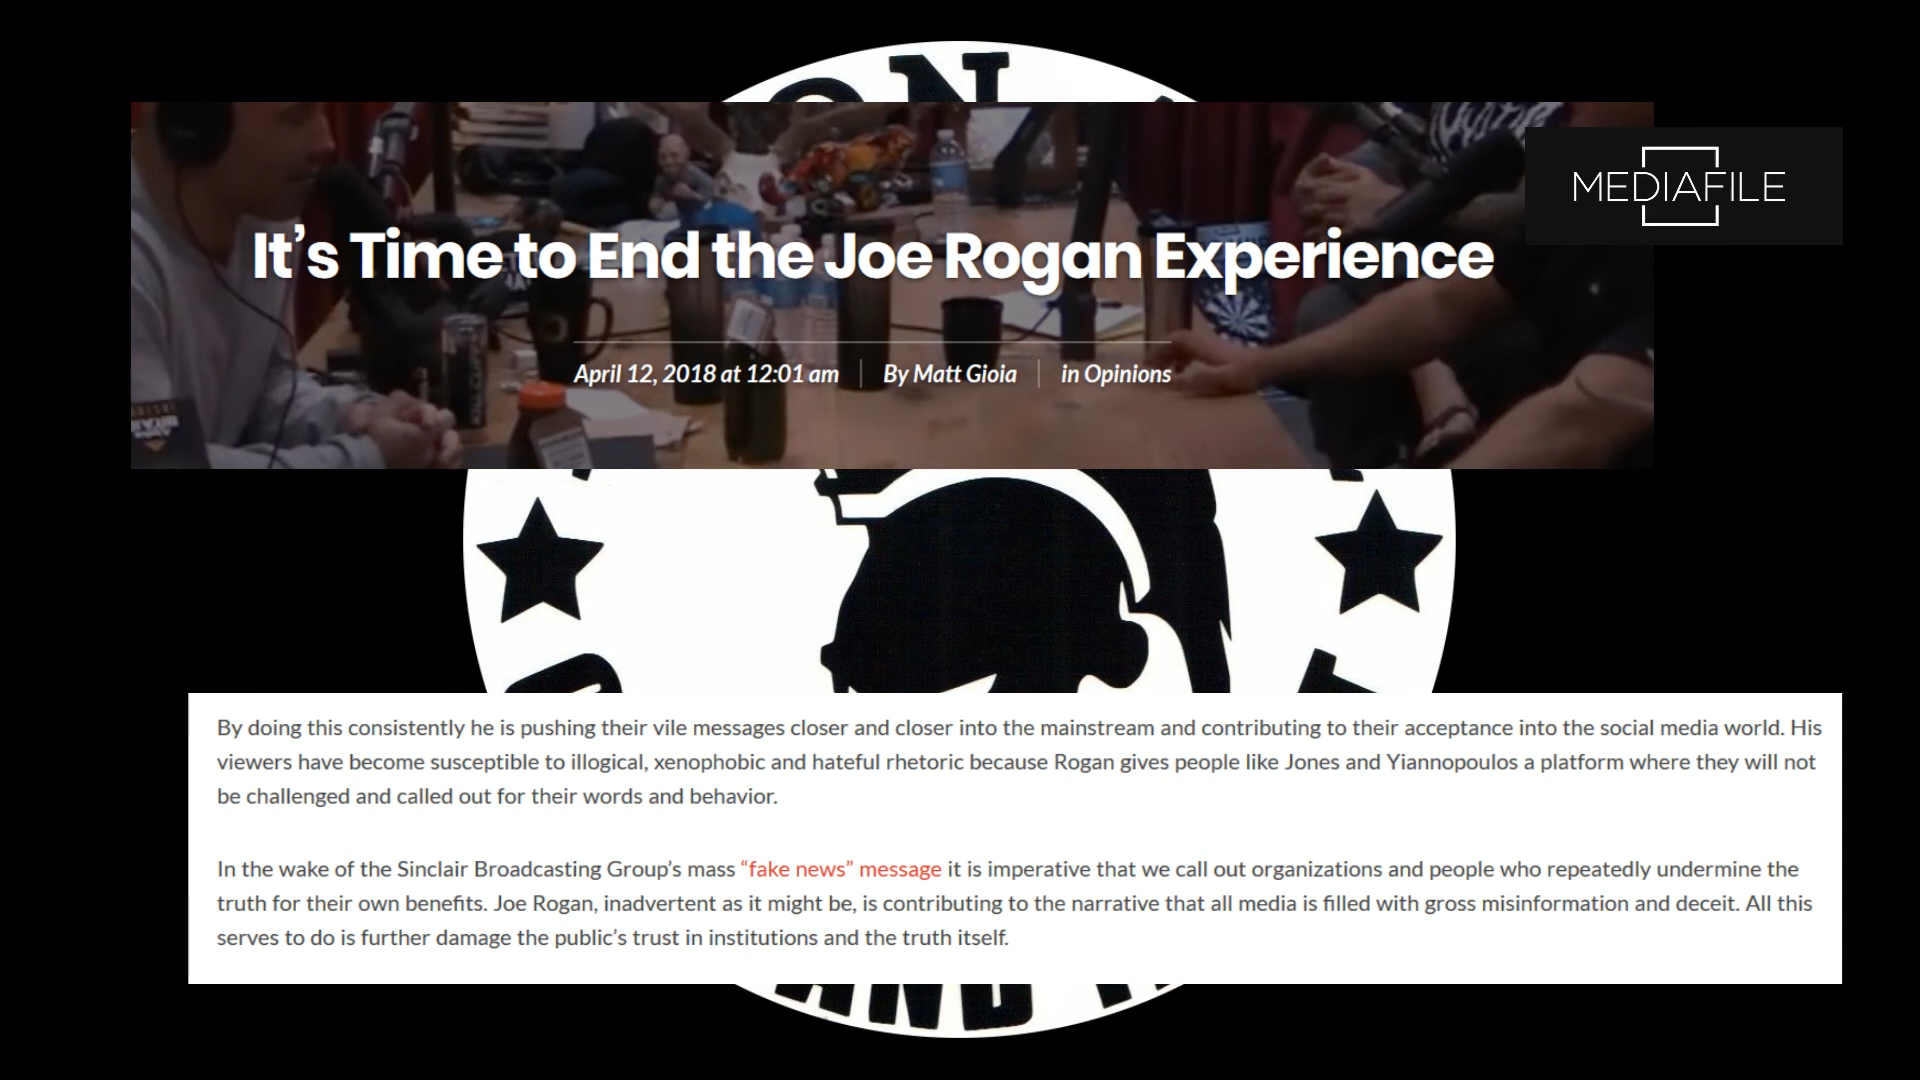 ON
MEDIAFILE
It’s Time to End the Joe Rogan Experience
April 12, 2018 at 12:01 am | By Matt Gioia | in Opinions
By doing this consistently he is pushing their vile messages closer and closer into the mainstream and contributing to their acceptance into the social media world. His
viewers have become susceptible to illogical, xenophobic and hateful rhetoric because Rogan gives people like Jones and Yiannopoulos a platform where they will not
be challenged and called out for their words and behavior.
In the wake of the Sinclair Broadcasting Group’s mass “fake news” message it is imperative that we call out organizations and people who repeatedly undermine the
truth for their own benefits. Joe Rogan, inadvertent as it might be, is contributing to the narrative that all media is filled with gross misinformation and deceit. All this
serves to do is further damage the public’s trust in institutions and the truth itself.
AND